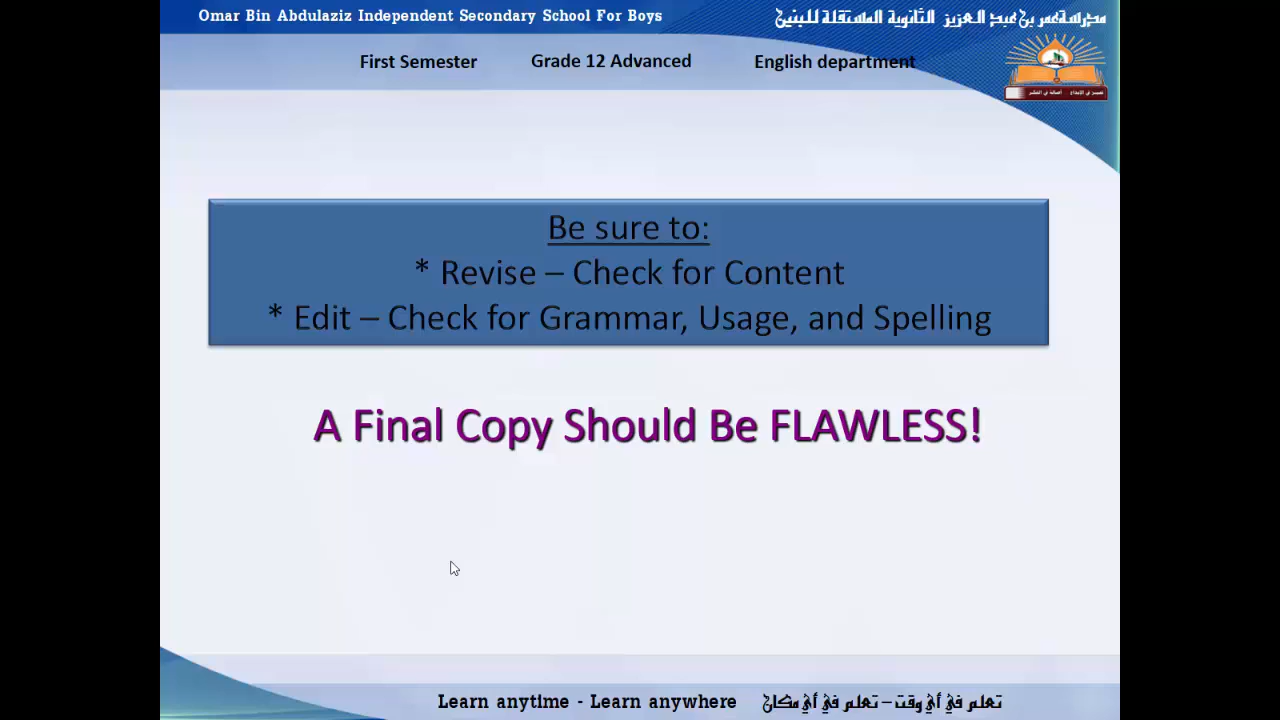 Omar Bin Abdulaziz Independent Secondary School For Boys
مدرسة عمر بن عبد العزيز الثانوية المستقلة للبنين
First Semester Grade 12 Advanced English department
Be sure to:
* Revise – Check for Content
* Edit – Check for Grammar, Usage, and Spelling
A Final Copy Should Be FLAWLESS!
Learn anytime - Learn anywhere
تعلم في أي وقت – تعلم في أي مكان